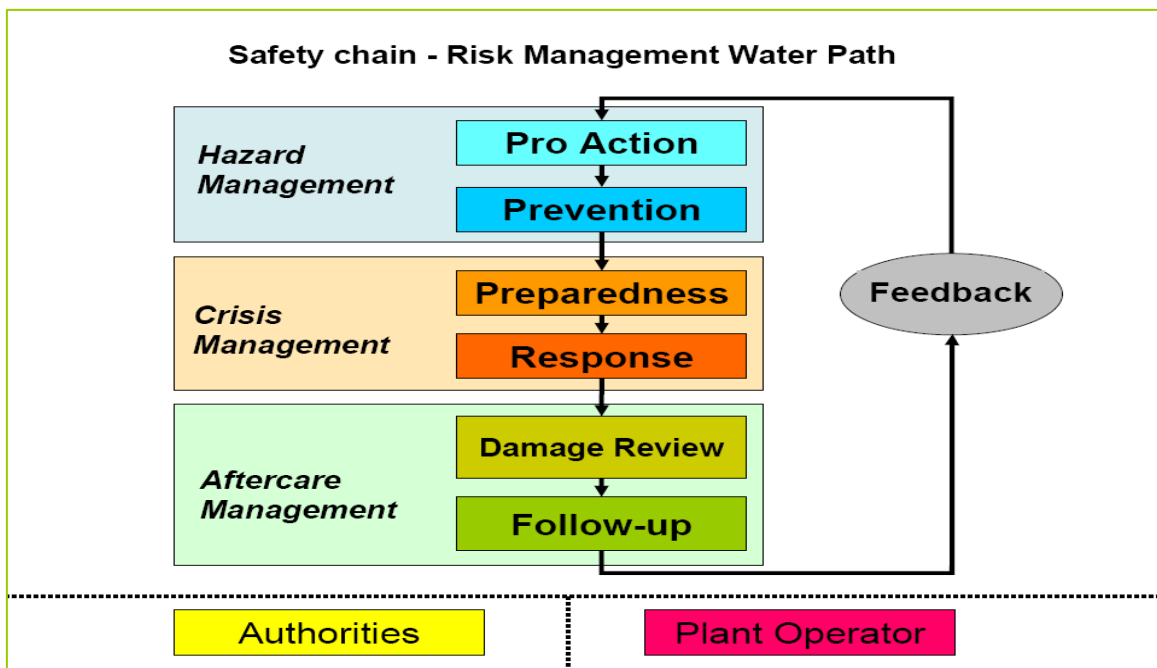 Safety chain - Risk Management Water Path
Hazard
Management
Pro Action
Prevention
Crisis
Management
Preparedness
Response
Aftercare
Management
Damage Review
Follow-up
Feedback
Authorities
Plant Operator